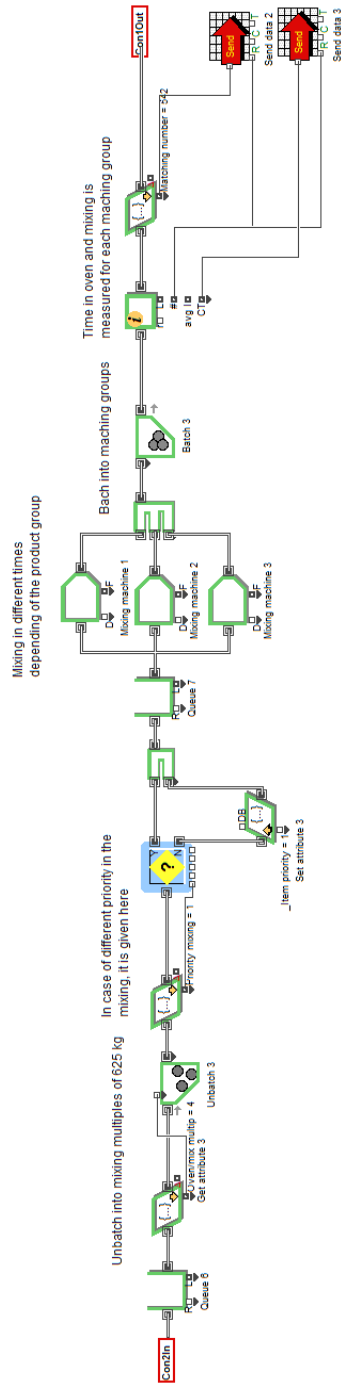 Con2In
R
L
Queue 6
Unbatch into mixing multiples of 625 kg
{...}
Oven/mix multip = 4
Get attribute 3
Unbatch 3
In case of different priority in the
mixing, it is given here
{...}
Priority mixing = 1
?
Y
N
DB
{...}
_Item priority = 1
Set attribute 3
R
L
Queue 7
Mixing in different times
depending of the product group
D
F
Mixing machine 1
D
F
Mixing machine 2
D
F
Mixing machine 3
Bach into maching groups
Batch 3
Time in oven and mixing is
measured for each maching group
i
r
L
#
avg l
CT
{...}
Matching number = 542
Con1Out
Send
R
C
T
Send data 2
Send
R
C
T
Send data 3